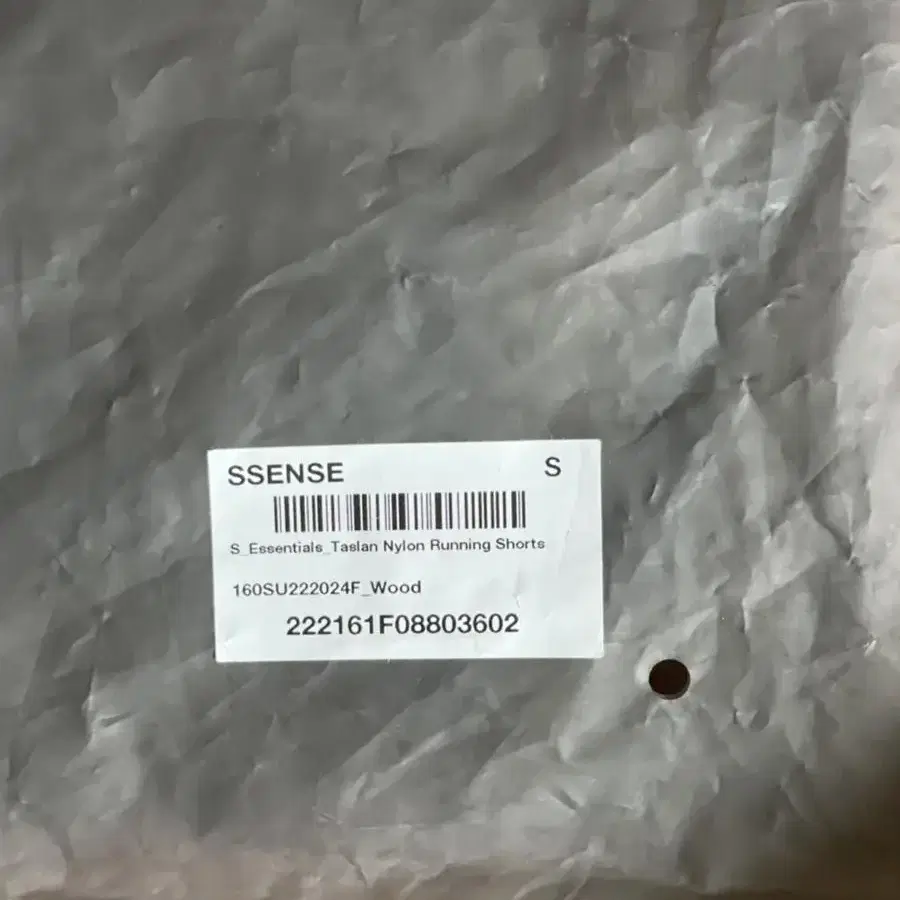 SSENSE S
S_Essentials_Taslan Nylon Running Shorts
160SU222024F_Wood
222161F08803602